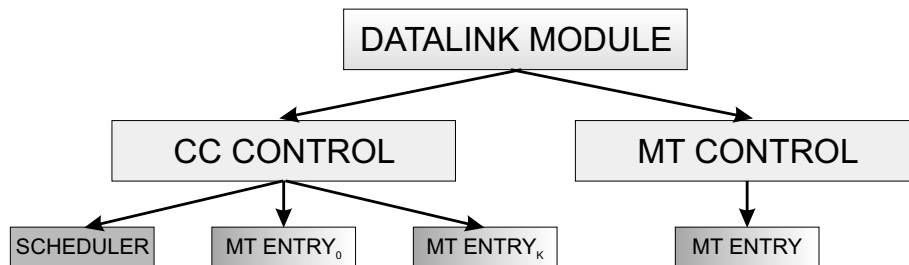 DATALINK MODULE
CC CONTROL
MT CONTROL
SCHEDULER
MT ENTRY₀
MT ENTRYₖ
MT ENTRY